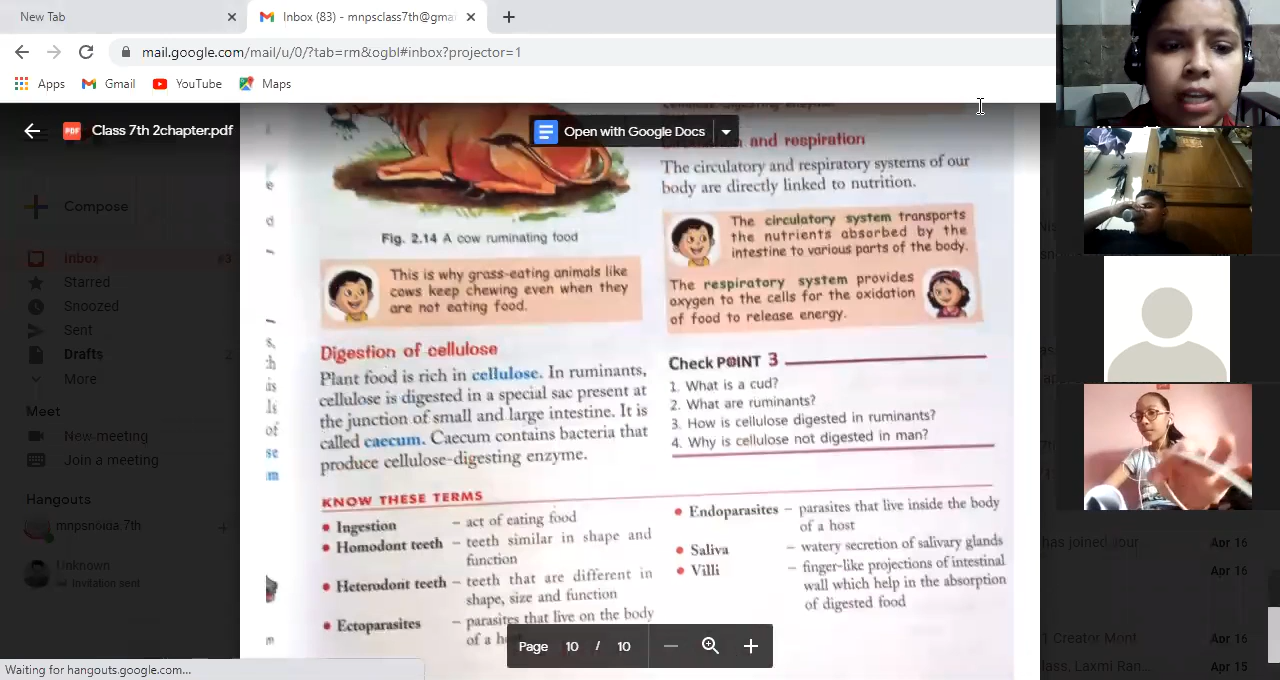 New Tab
Inbox (83) - mnpsclass7th@gma
mail.google.com/mail/u/0/?tab=rm&ogbl#inbox?projector=1
Apps
Gmail
YouTube
Maps
PDF
Class 7th 2chapter.pdf
Open with Google Docs
Compose
Inbox
Starred
Snoozed
Sent
Drafts 2
More
Meet
New meeting
Join a meeting
Hangouts
mnpsnoida.7th
Unknown
Invitation sent
Fig. 2.14 A cow ruminating food
This is why grass-eating animals like
cows keep chewing even when they
are not eating food.
Digestion of cellulose
Plant food is rich in cellulose. In ruminants,
cellulose is digested in a special sac present at
the junction of small and large intestine. It is
called caecum. Caecum contains bacteria that
produce cellulose-digesting enzyme.
and respiration
The circulatory and respiratory systems of our
body are directly linked to nutrition.
The circulatory system transports
the nutrients absorbed by the
intestine to various parts of the body.
The respiratory system provides
oxygen to the cells for the oxidation
of food to release energy.
Check POINT 3
1. What is a cud?
2. What are ruminants?
3. How is cellulose digested in ruminants?
4. Why is cellulose not digested in man?
KNOW THESE TERMS
• Ingestion – act of eating food
• Homodont teeth – teeth similar in shape and
function
• Heterodont teeth – teeth that are different in
shape, size and function
• Ectoparasites – parasites that live on the body
of a
• Endoparasites – parasites that live inside the body
of a host
• Saliva – watery secretion of salivary glands
• Villi – finger-like projections of intestinal
wall which help in the absorption
of digested food
Page 10 / 10
has joined
Apr 16
Apr 16
Creator Mont
Apr 16
Laxmi Ran...
Apr 15
Waiting for hangouts.google.com...